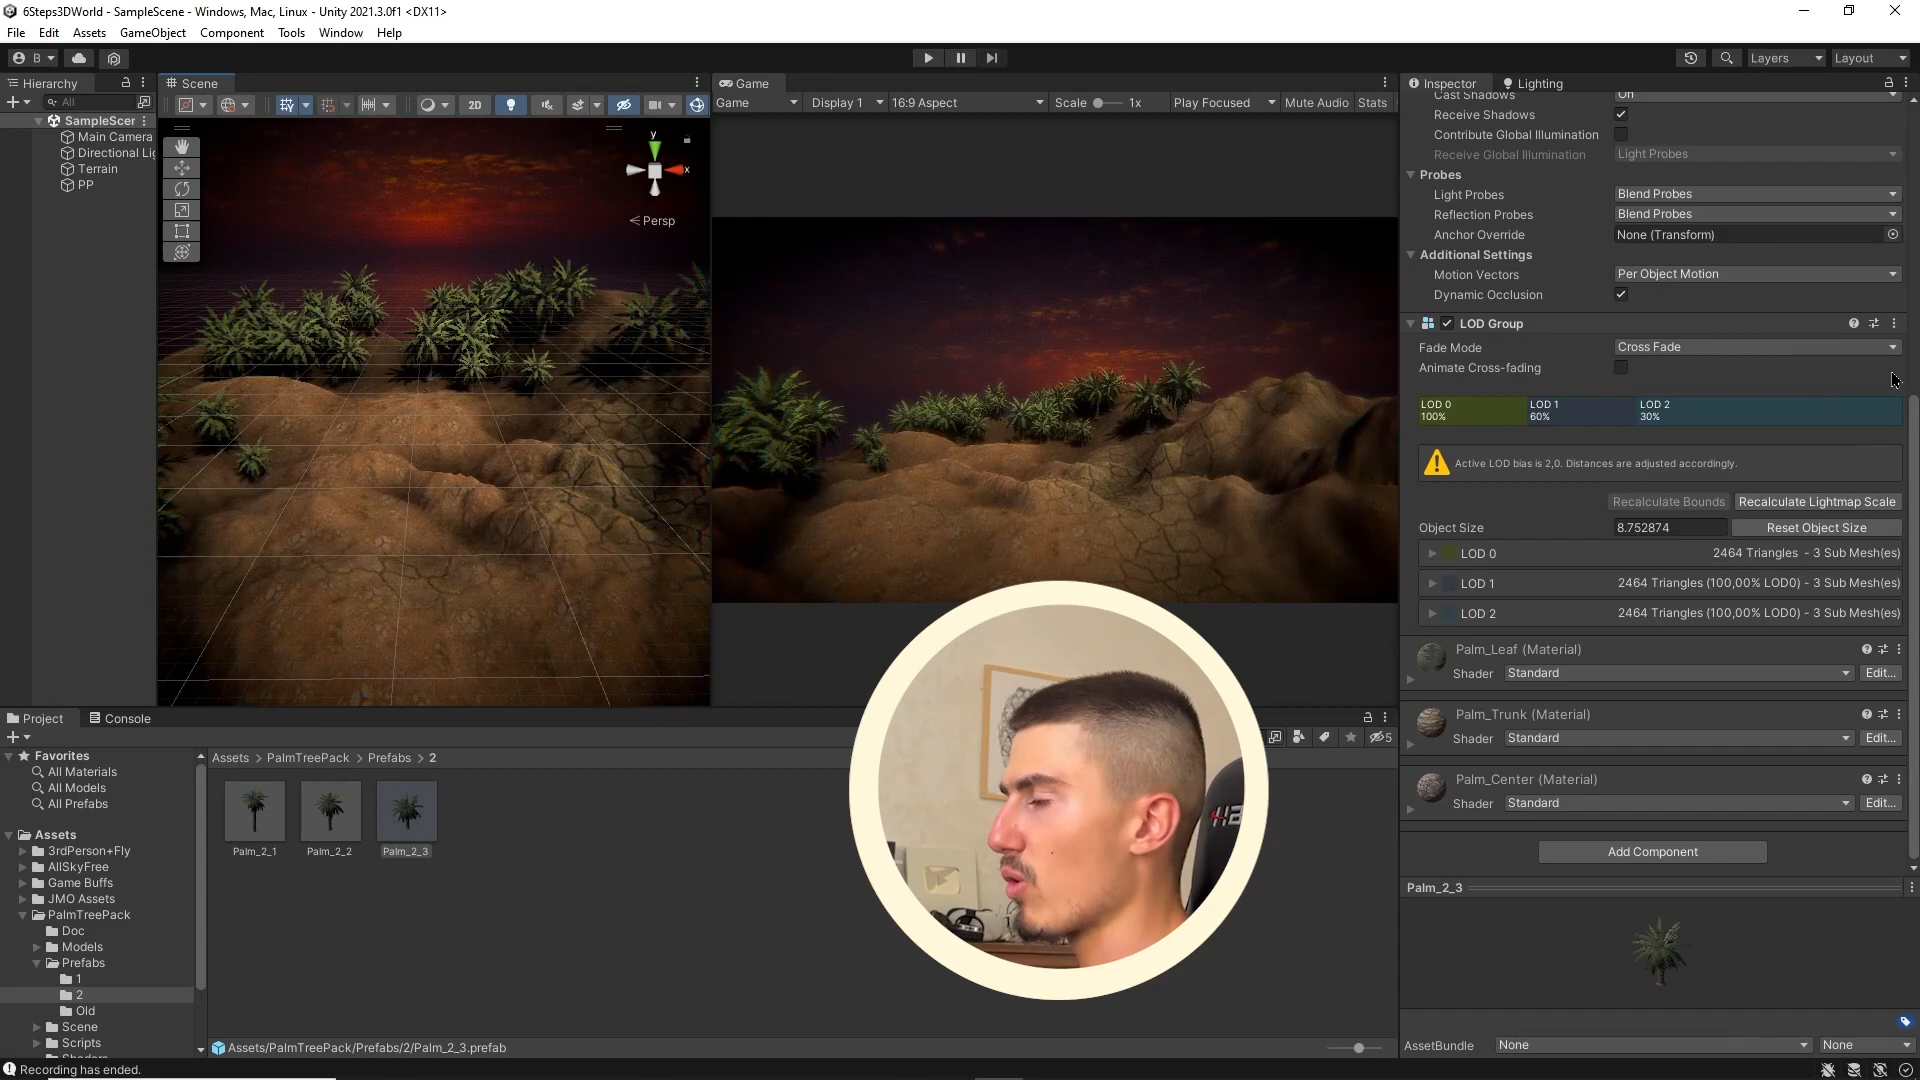 6Steps3DWorld - SampleScene - Windows, Mac, Linux - Unity 2021.3.0f1 <DX11>
File Edit Assets GameObject Component Tools Window Help
B
Layers Layout
Hierarchy
All
SampleScer
Main Camera
Directional Lig
Terrain
PP
Scene
2D
y
x
Persp
Game
Game Display 1 16:9 Aspect Scale 1x Play Focused Mute Audio Stats
Inspector Lighting
Cast Shadows On
Receive Shadows
Contribute Global Illumination
Receive Global Illumination Light Probes
Probes
Light Probes Blend Probes
Reflection Probes Blend Probes
Anchor Override None (Transform)
Additional Settings
Motion Vectors Per Object Motion
Dynamic Occlusion
LOD Group
Fade Mode Cross Fade
Animate Cross-fading
LOD 0 LOD 1 LOD 2
100% 60% 30%
Active LOD bias is 2,0. Distances are adjusted accordingly.
Recalculate Bounds Recalculate Lightmap Scale
Object Size 8.752874 Reset Object Size
LOD 0 2464 Triangles - 3 Sub Mesh(es)
LOD 1 2464 Triangles (100,00% LOD0) - 3 Sub Mesh(es)
LOD 2 2464 Triangles (100,00% LOD0) - 3 Sub Mesh(es)
Palm_Leaf (Material)
Shader Standard Edit...
Palm_Trunk (Material)
Shader Standard Edit...
Palm_Center (Material)
Shader Standard Edit...
Add Component
Palm_2_3
AssetBundle None None
Project Console
5
Favorites
All Materials
All Models
All Prefabs
Assets
3rdPerson+Fly
AllSkyFree
Game Buffs
JMO Assets
PalmTreePack
Doc
Models
Prefabs
1
2
Old
Scene
Scripts
Assets > PalmTreePack > Prefabs > 2
Palm_2_1 Palm_2_2 Palm_2_3
Assets/PalmTreePack/Prefabs/2/Palm_2_3.prefab
Recording has ended.